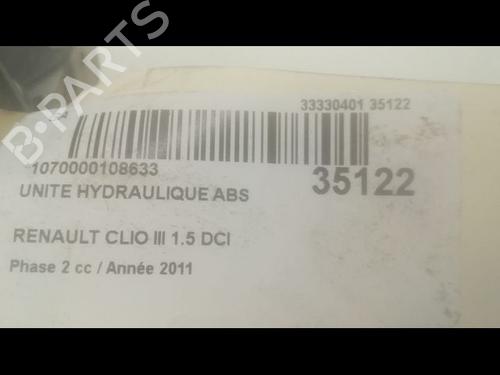 33330401 35122
1070000108633
35122
UNITE HYDRAULIQUE ABS
RENAULT CLIO III 1.5 DCI
Phase 2 cc / Année 2011
B-PARTS